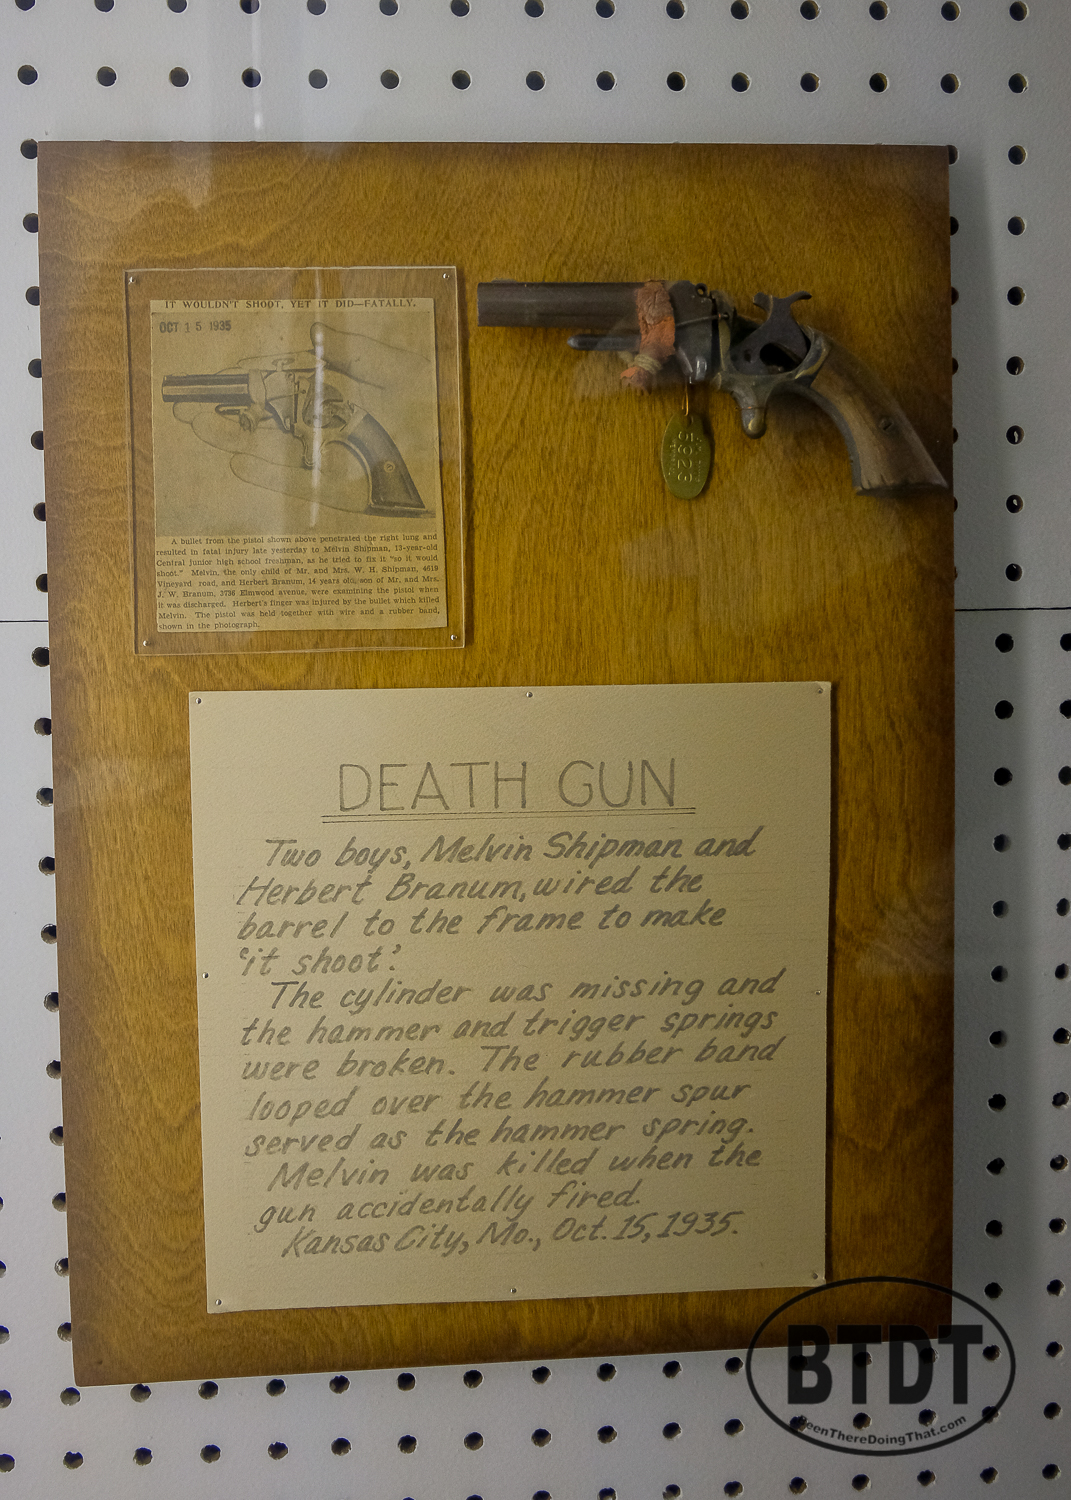 IT WOULDN'T SHOOT, YET IT DID—FATALLY.
OCT 15 1935
A bullet from the pistol shown above penetrated the right lung and
resulted in fatal injury late yesterday to Melvin Shipman, 13-year-old
Central junior high school freshman, as he tried to fix it "so it would
shoot." Melvin, the only child of Mr. and Mrs. W. H. Shipman, 4619
Vineyard road, and Herbert Branum, 14 years old, son of Mr. and Mrs.
J. W. Branum, 3736 Elmwood avenue, were examining the pistol when
it was discharged. Herbert's finger was injured by the bullet which killed
Melvin. The pistol was held together with wire and a rubber band,
shown in the photograph.
5923
DEATH GUN
Two boys, Melvin Shipman and
Herbert Branum, wired the
barrel to the frame to make
'it shoot'.
The cylinder was missing and
the hammer and trigger springs
were broken. The rubber band
looped over the hammer spur
served as the hammer spring.
Melvin was killed when the
gun accidentally fired.
Kansas City, Mo., Oct. 15, 1935.
BTDT
BeenThereDoingThat.com